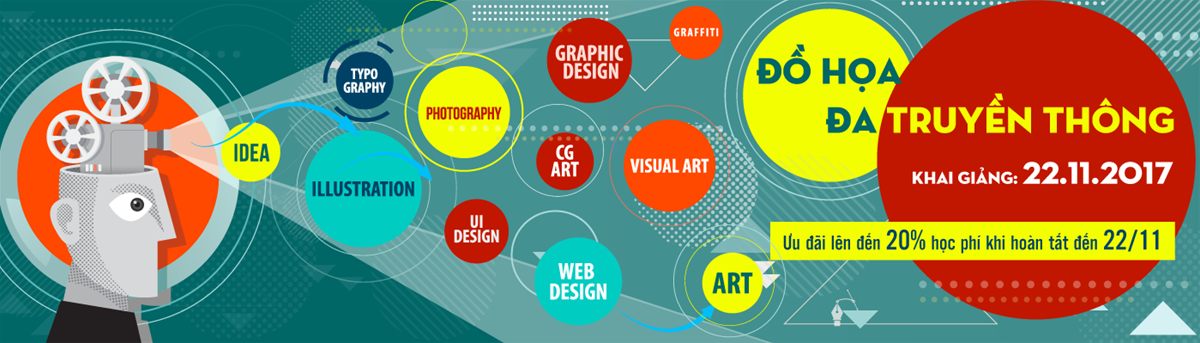 IDEA
TYPO
GRAPHY
ILLUSTRATION
PHOTOGRAPHY
UI
DESIGN
GRAPHIC
DESIGN
CG
ART
WEB
DESIGN
GRAFFITI
VISUAL ART
ART
ĐỒ HỌA
ĐA TRUYỀN THÔNG
KHAI GIẢNG: 22.11.2017
Ưu đãi lên đến 20% học phí khi hoàn tất đến 22/11